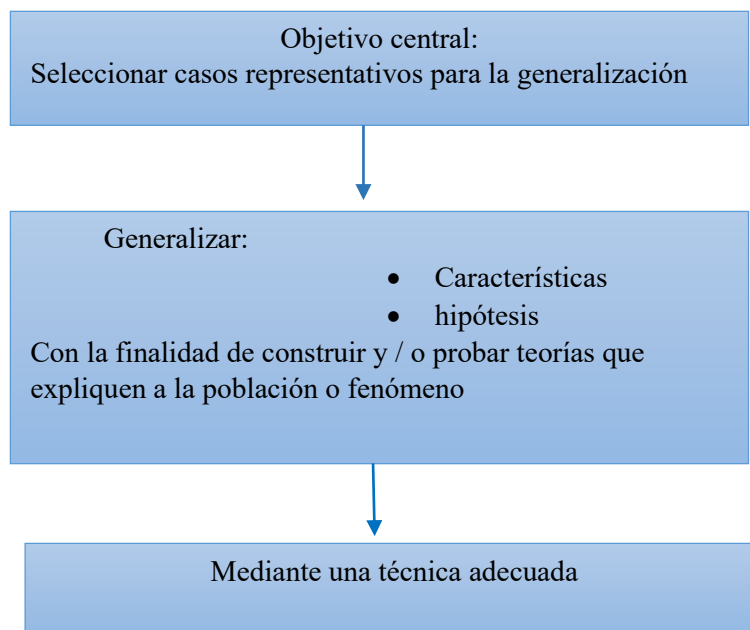 Objetivo central:
Seleccionar casos representativos para la generalización
Generalizar:
• Características
• hipótesis
Con la finalidad de construir y / o probar teorías que
expliquen a la población o fenómeno
Mediante una técnica adecuada